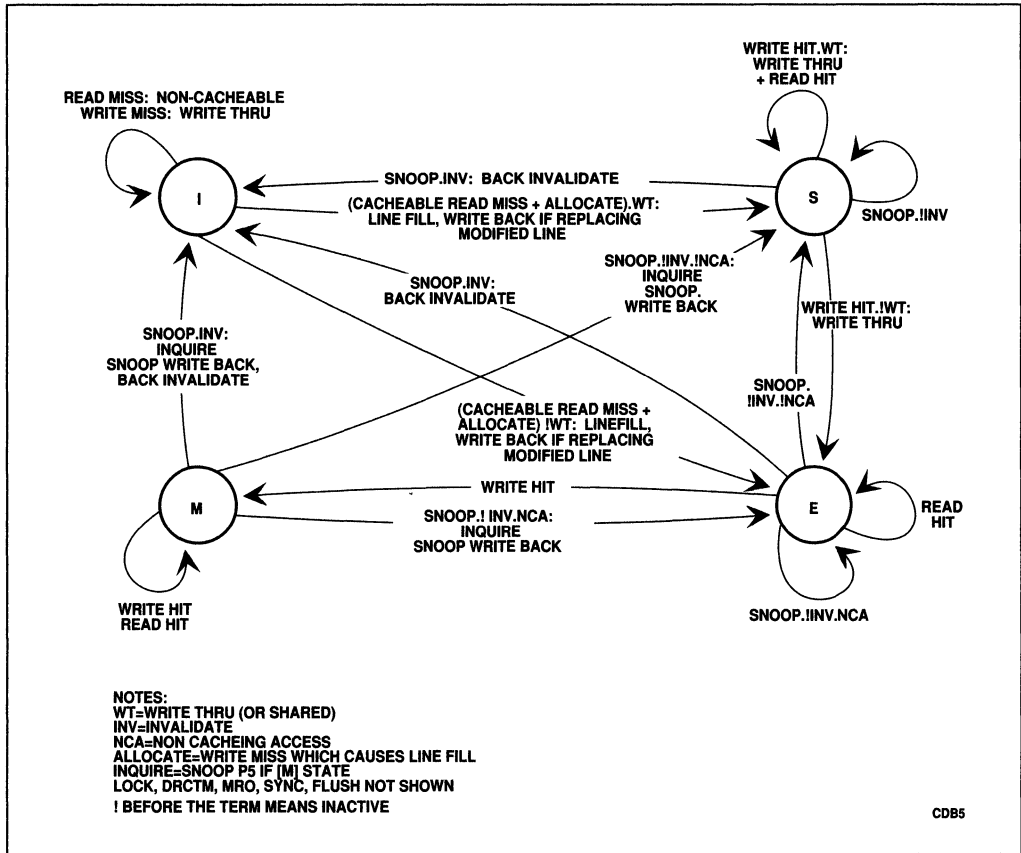 WRITE HIT.WT:
WRITE THRU
+ READ HIT
READ MISS: NON-CACHEABLE
WRITE MISS: WRITE THRU
I
SNOOP.INV: BACK INVALIDATE
S
(CACHEABLE READ MISS + ALLOCATE).WT:
LINE FILL, WRITE BACK IF REPLACING
MODIFIED LINE
SNOOP.!INV
SNOOP.INV:
BACK INVALIDATE
SNOOP.!INV.!NCA:
INQUIRE
SNOOP.
WRITE BACK
WRITE HIT.!WT:
WRITE THRU
SNOOP.INV:
INQUIRE
SNOOP WRITE BACK,
BACK INVALIDATE
SNOOP.
!INV.!NCA
(CACHEABLE READ MISS +
ALLOCATE) !WT: LINEFILL,
WRITE BACK IF REPLACING
MODIFIED LINE
M
WRITE HIT
E
READ
HIT
SNOOP.! INV.NCA:
INQUIRE
SNOOP WRITE BACK
WRITE HIT
READ HIT
SNOOP.!INV.NCA
NOTES:
WT=WRITE THRU (OR SHARED)
INV=INVALIDATE
NCA=NON CACHEING ACCESS
ALLOCATE=WRITE MISS WHICH CAUSES LINE FILL
INQUIRE=SNOOP P5 IF [M] STATE
LOCK, DRCTM, MRO, SYNC, FLUSH NOT SHOWN
! BEFORE THE TERM MEANS INACTIVE
CDB5